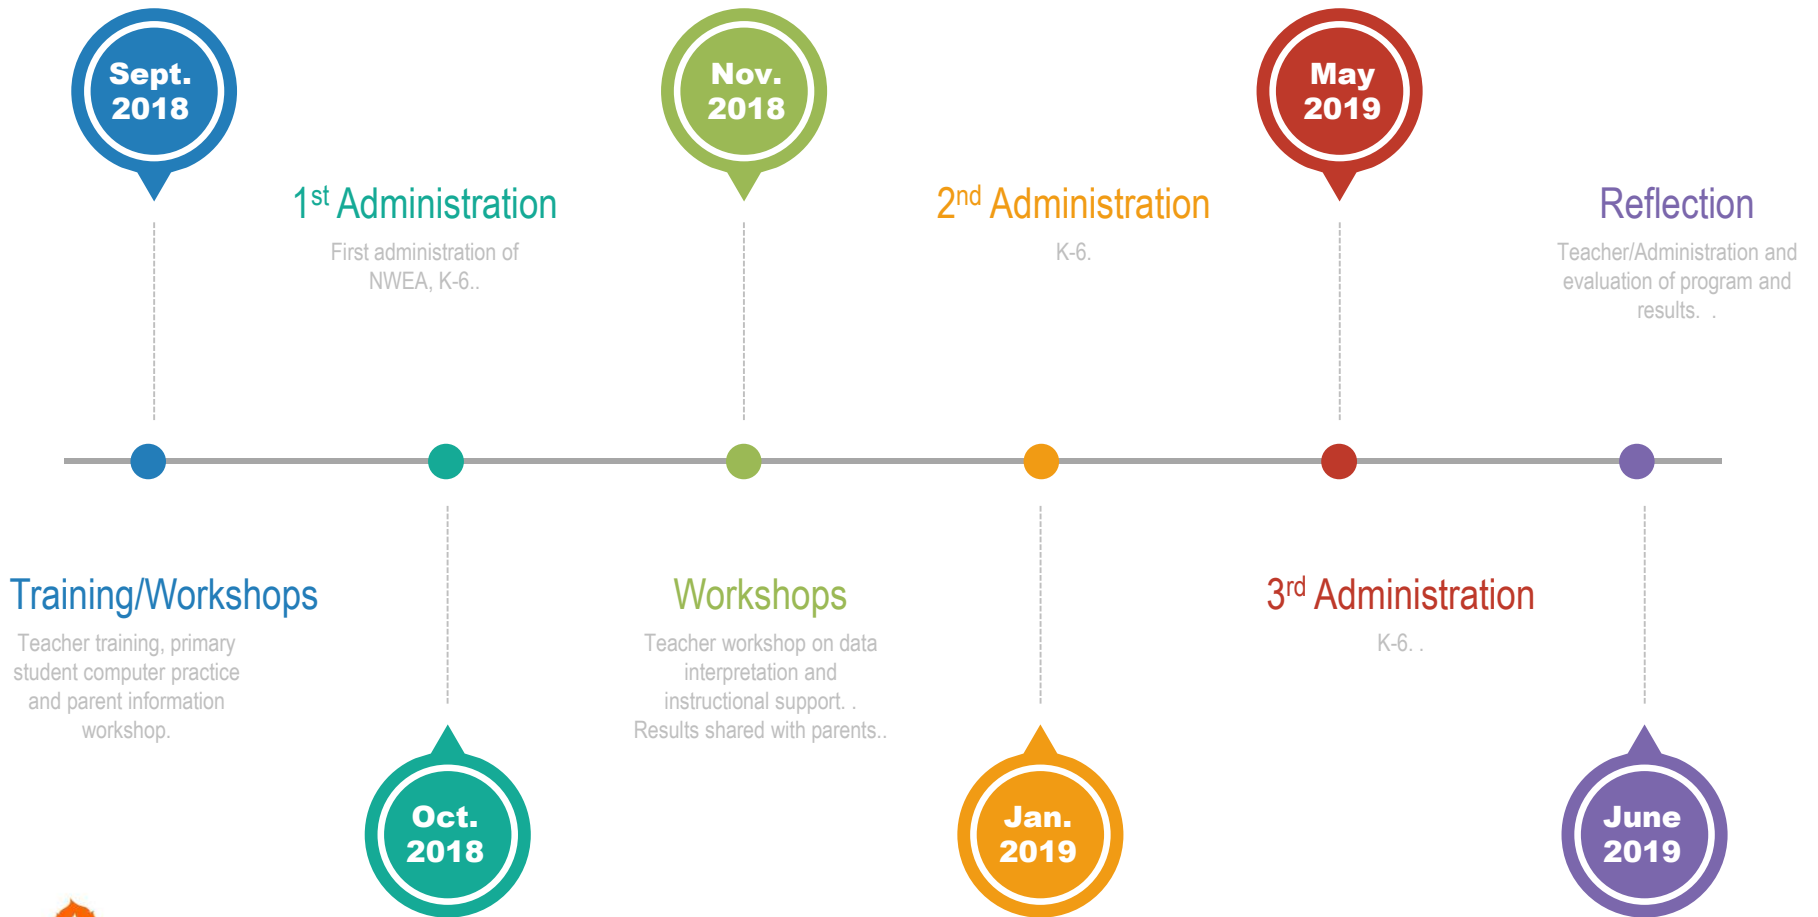 Sept.
2018
Nov.
2018
May
2019
1st Administration
First administration of
NWEA, K-6..
2nd Administration
K-6.
Reflection
Teacher/Administration and
evaluation of program and
results.  .
Training/Workshops
Teacher training, primary
student computer practice
and parent information
workshop.
Workshops
Teacher workshop on data
interpretation and
instructional support. .
Results shared with parents..
3rd Administration
K-6. .
Oct.
2018
Jan.
2019
June
2019